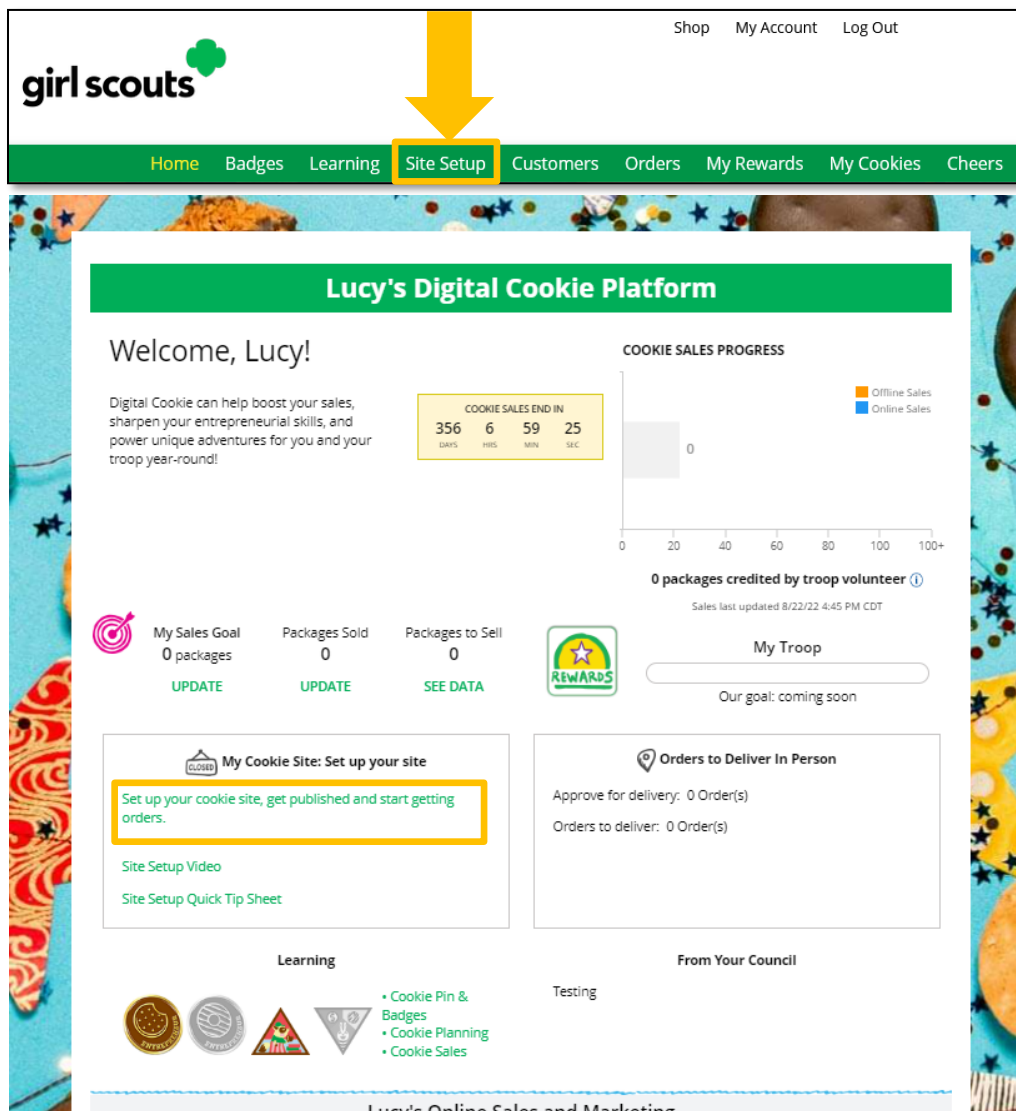 Shop My Account Log Out
girl scouts
Home Badges Learning Site Setup Customers Orders My Rewards My Cookies Cheers
Lucy's Digital Cookie Platform
Welcome, Lucy!
Digital Cookie can help boost your sales,
sharpen your entrepreneurial skills, and
power unique adventures for you and your
troop year-round!
COOKIE SALES END IN
356 6 59 25
DAYS HRS MIN SEC
COOKIE SALES PROGRESS
Offline Sales
Online Sales
0
0 20 40 60 80 100 100+
0 packages credited by troop volunteer
Sales last updated 8/22/22 4:45 PM CDT
My Sales Goal
0 packages
UPDATE
Packages Sold
0
UPDATE
Packages to Sell
0
SEE DATA
REWARDS
My Troop
Our goal: coming soon
CLOSED
My Cookie Site: Set up your site
Set up your cookie site, get published and start getting
orders.
Site Setup Video
Site Setup Quick Tip Sheet
Orders to Deliver In Person
Approve for delivery: 0 Order(s)
Orders to deliver: 0 Order(s)
Learning
ENTREPRENEUR
ENTREPRENEUR
• Cookie Pin &
Badges
• Cookie Planning
• Cookie Sales
From Your Council
Testing
Lucy's Online Sales and Marketing